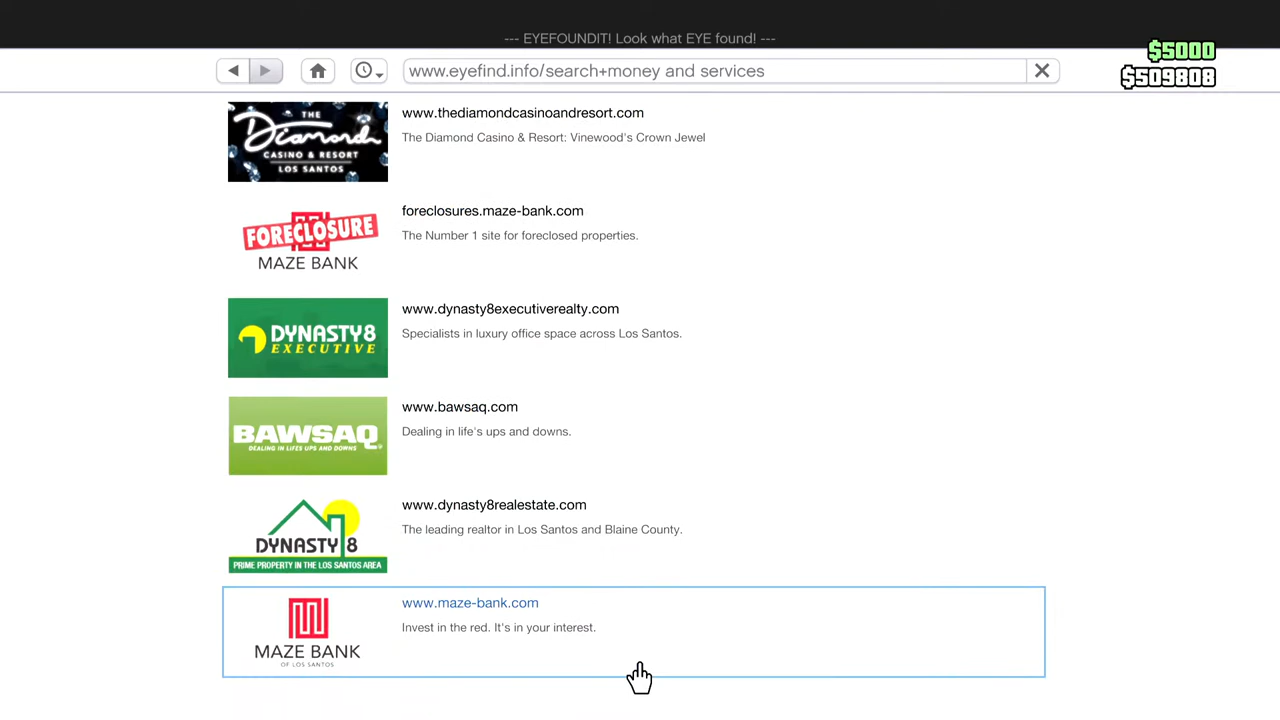 --- EYEFOUNDIT! Look what EYE found! ---
$5000
www.eyefind.info/search+money and services
$509808
THE
Diamond
CASINO & RESORT
LOS SANTOS
www.thediamondcasinoandresort.com
The Diamond Casino & Resort: Vinewood's Crown Jewel
FORECLOSURE
MAZE BANK
foreclosures.maze-bank.com
The Number 1 site for foreclosed properties.
DYNASTY8
EXECUTIVE
www.dynasty8executiverealty.com
Specialists in luxury office space across Los Santos.
BAWSAQ
DEALING IN LIFE'S UPS AND DOWNS
www.bawsaq.com
Dealing in life's ups and downs.
DYNASTY 8
PRIME PROPERTY IN THE LOS SANTOS AREA
www.dynasty8realestate.com
The leading realtor in Los Santos and Blaine County.
MAZE BANK
OF LOS SANTOS
www.maze-bank.com
Invest in the red. It's in your interest.